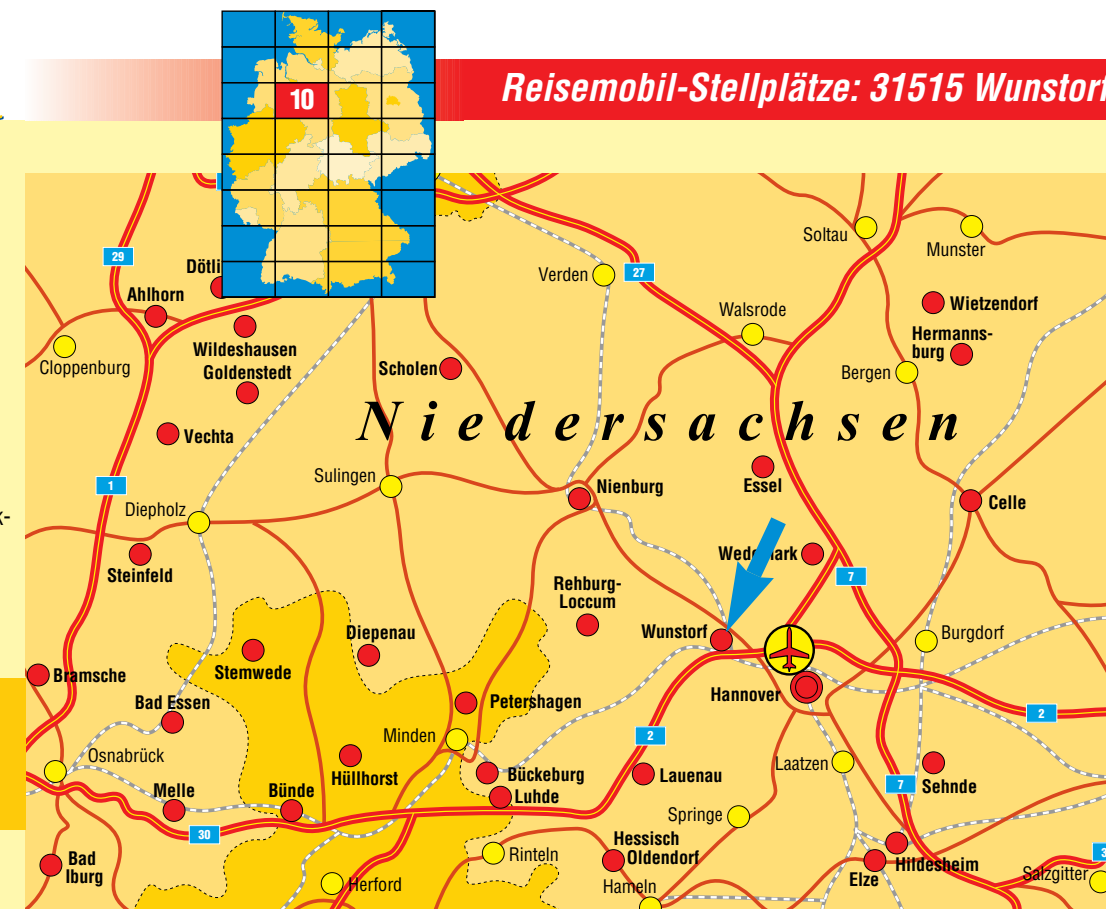 10
Reisemobil-Stellplätze: 31515 Wunstorf
29
27
Soltau
Munster
Verden
Dötli
Ahlhorn
Wietzendorf
Walsrode
Hermanns-
burg
Wildeshausen
Cloppenburg
Goldenstedt
Scholen
Bergen
Niedersachsen
Vechta
Sulingen
Essel
Nienburg
1
Celle
Diepholz
k-
Steinfeld
7
Rehburg-
Loccum
Wunstorf
Burgdorf
Diepenau
Stemwede
Bramsche
Hannover
Bad Essen
Petershagen
2
Minden
2
Osnabrück
Laatzen
Hüllhorst
Bückeburg
Lauenau
7
Sehnde
Melle
Bünde
Luhde
Springe
30
Hessisch
Oldendorf
Rinteln
Bad
Iburg
Hildesheim
Elze
Salzgitter
Herford
Hameln
3